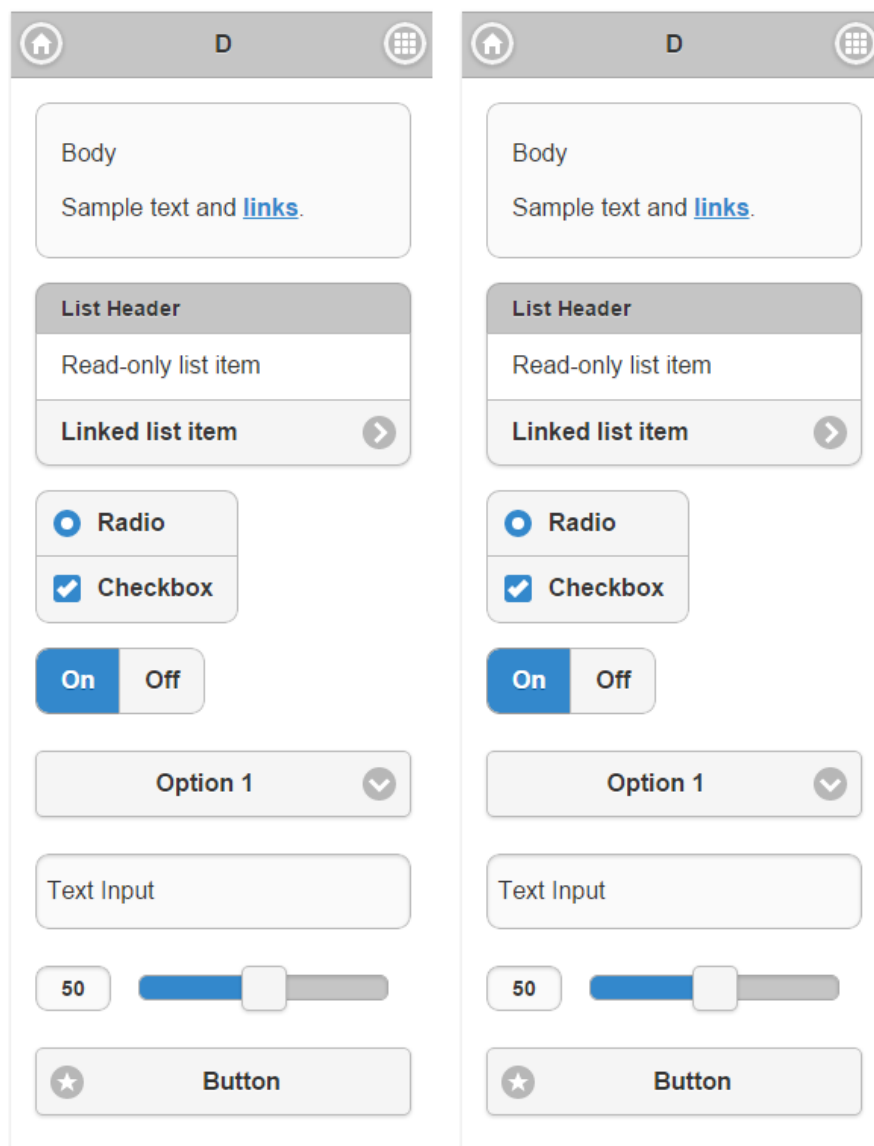 D
Body
Sample text and links.
List Header
Read-only list item
Linked list item
Radio
Checkbox
On Off
Option 1
Text Input
50
Button
D
Body
Sample text and links.
List Header
Read-only list item
Linked list item
Radio
Checkbox
On Off
Option 1
Text Input
50
Button